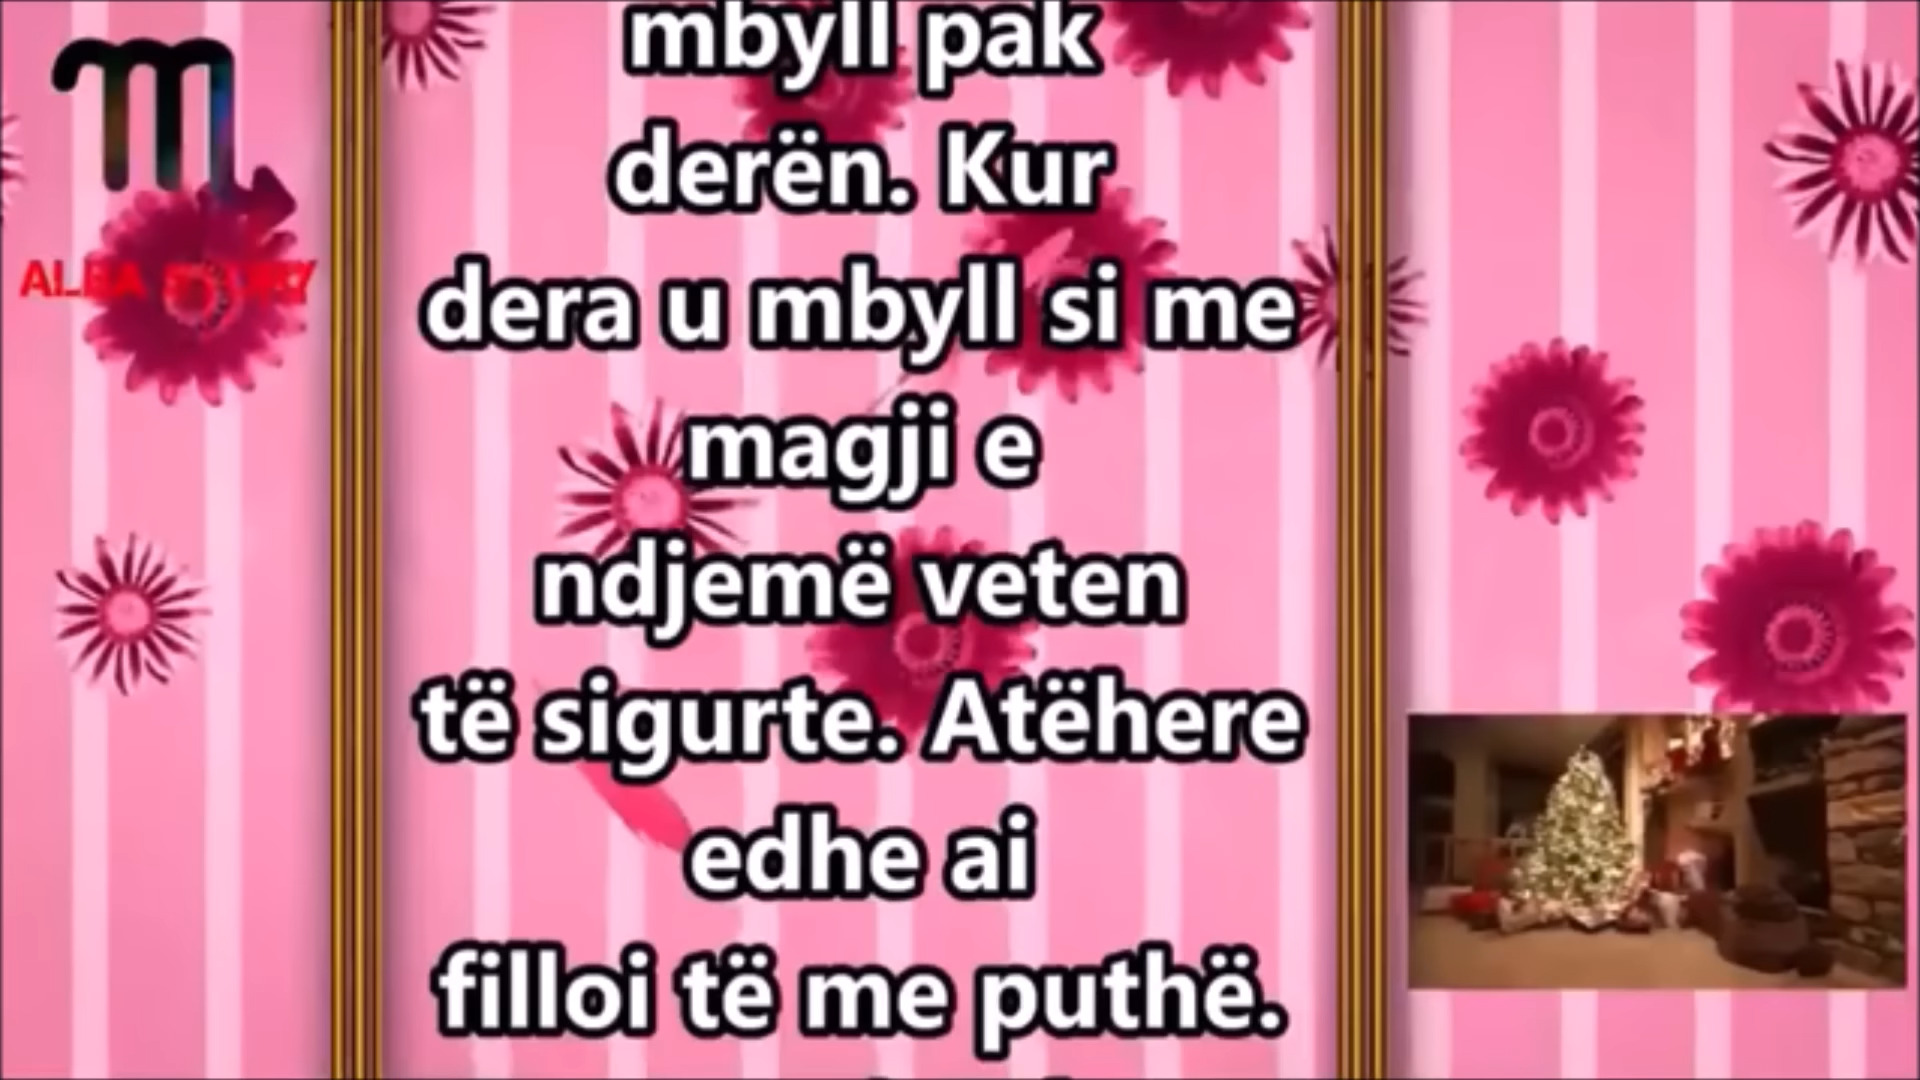 mbyll pak
derën. Kur
dera u mbyll si me
magji e
ndjemë veten
të sigurte. Atëhere
edhe ai
filloi të me puthë.